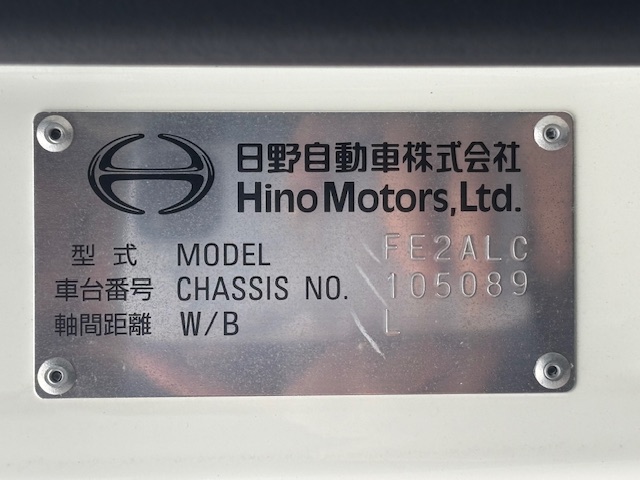 日野自動車株式会社
Hino Motors,Ltd.
型式 MODEL FE2ALC
車台番号 CHASSIS NO. 105089
軸間距離 W/B L